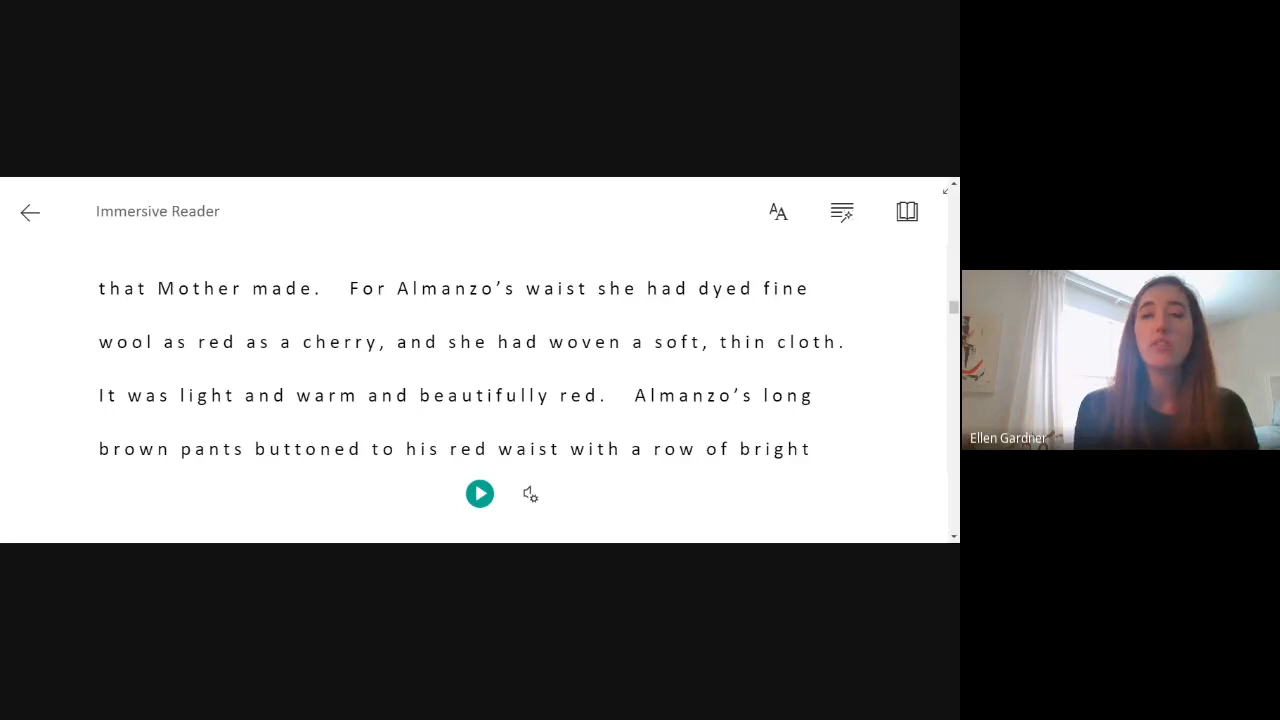 Immersive Reader
that Mother made. For Almanzo’s waist she had dyed fine
wool as red as a cherry, and she had woven a soft, thin cloth.
It was light and warm and beautifully red. Almanzo’s long
brown pants buttoned to his red waist with a row of bright
Ellen Gardner